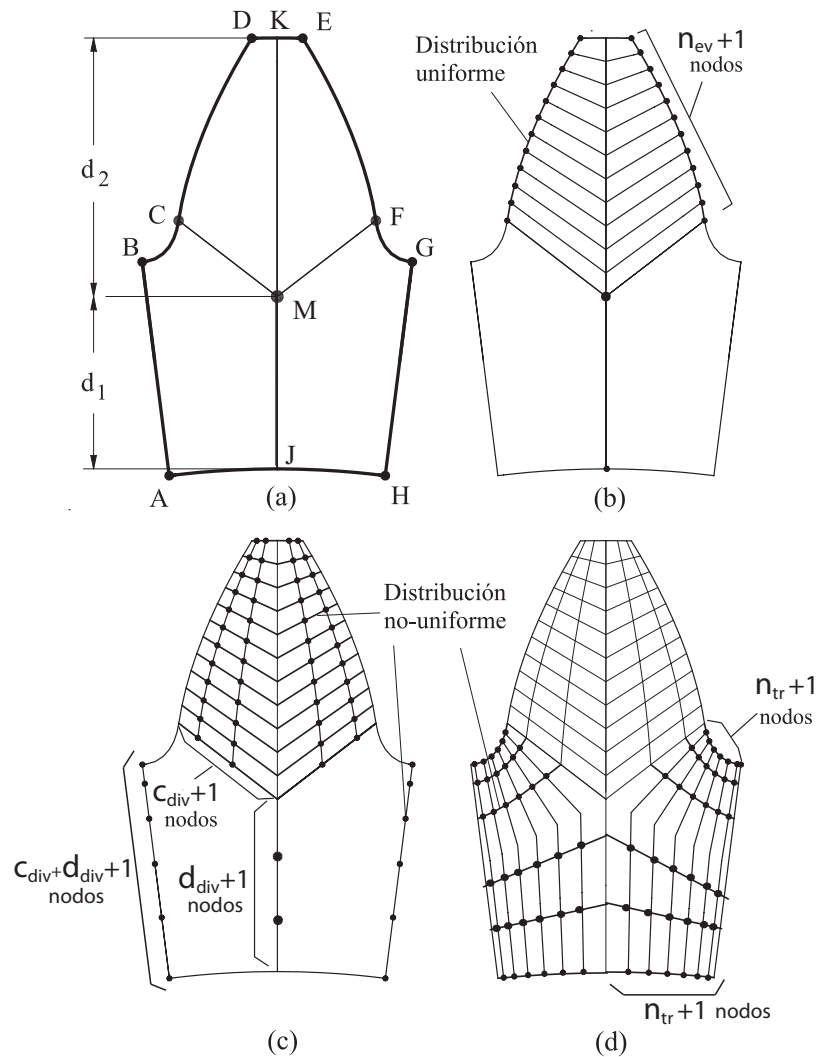 D K E
d2
C
F
B
G
M
d1
J
A
H
(a)
Distribución
uniforme
nev+1
nodos
(b)
Distribución
no-uniforme
cdiv+1
nodos
cdiv+ddiv+1
nodos
ddiv+1
nodos
(c)
ntr+1
nodos
ntr+1 nodos
(d)